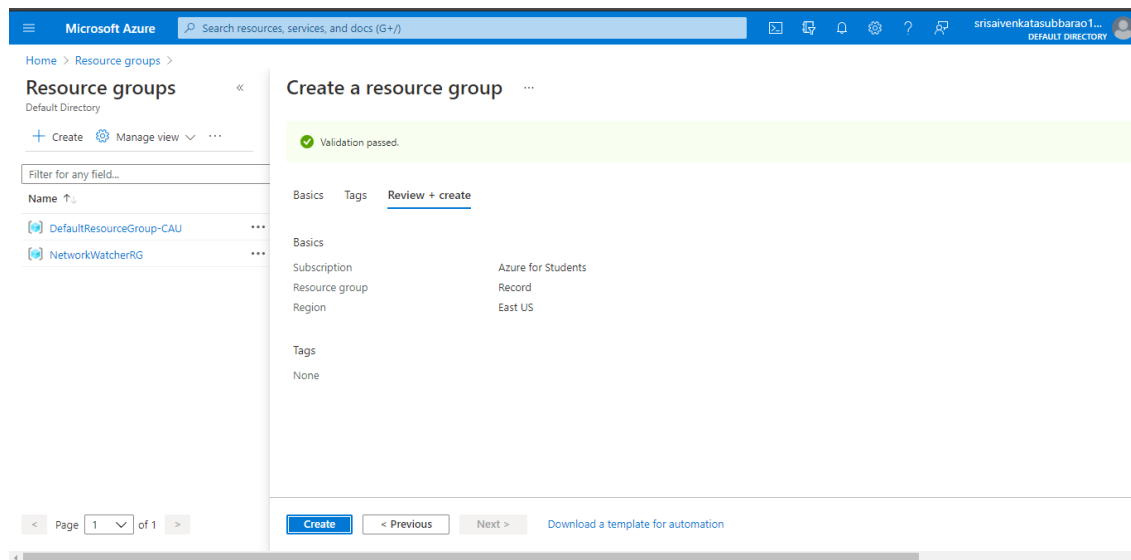 Microsoft Azure
Search resources, services, and docs (G+/)
srisaivenkatasubbarao1...
DEFAULT DIRECTORY
Home > Resource groups >
Resource groups «
Default Directory
+ Create Manage view ...
Filter for any field...
Name ↑↓
DefaultResourceGroup-CAU ...
NetworkWatcherRG ...
< Page 1 of 1 >
Create a resource group ...
Validation passed.
Basics Tags Review + create
Basics
Subscription Azure for Students
Resource group Record
Region East US
Tags
None
Create < Previous Next > Download a template for automation